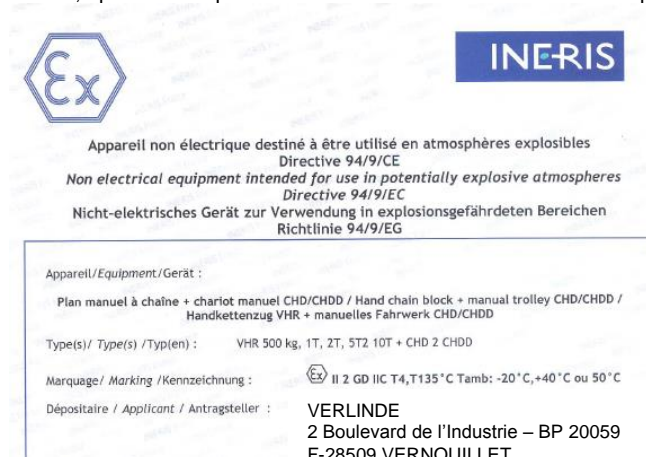 Ex
INERIS
Appareil non électrique destiné à être utilisé en atmosphères explosibles
Directive 94/9/CE
Non electrical equipment intended for use in potentially explosive atmospheres
Directive 94/9/EC
Nicht-elektrisches Gerät zur Verwendung in explosionsgefährdeten Bereichen
Richtlinie 94/9/EG
Appareil/Equipment/Gerät :
Plan manuel à chaîne + chariot manuel CHD/CHDD / Hand chain block + manual trolley CHD/CHDD /
Handkettenzug VHR + manuelles Fahrwerk CHD/CHDD
Type(s)/ Type(s) /Typ(en) : VHR 500 kg, 1T, 2T, 5T2 10T + CHD 2 CHDD
Marquage/ Marking /Kennzeichnung : Ex II 2 GD IIC T4,T135°C Tamb: -20°C,+40°C ou 50°C
Dépositaire / Applicant / Antragsteller : VERLINDE
2 Boulevard de l'Industrie – BP 20059
F-28509 VERNOUILLET